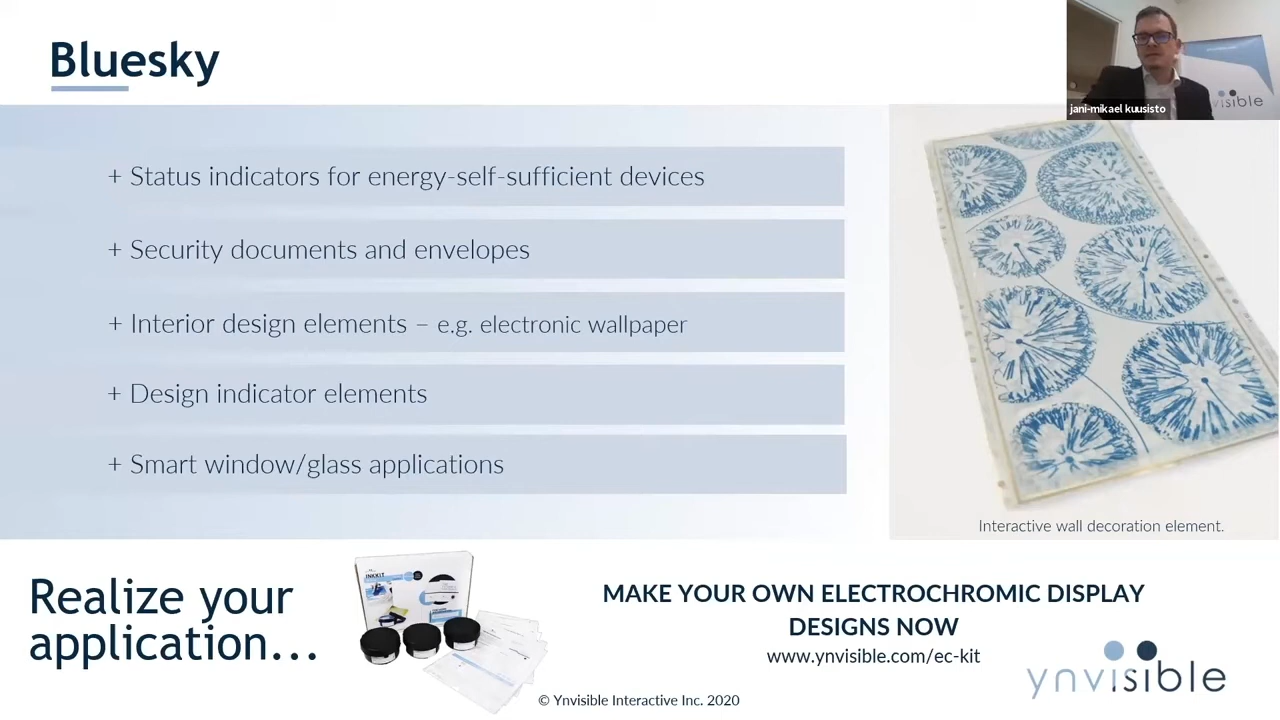 Bluesky
jani-mikael kuusisto
visible
+ Status indicators for energy-self-sufficient devices
+ Security documents and envelopes
+ Interior design elements – e.g. electronic wallpaper
+ Design indicator elements
+ Smart window/glass applications
Interactive wall decoration element.
Realize your
application...
INKKIT
MAKE YOUR OWN ELECTROCHROMIC DISPLAY
DESIGNS NOW
www.ynvisible.com/ec-kit
ynvisible
© Ynvisible Interactive Inc. 2020